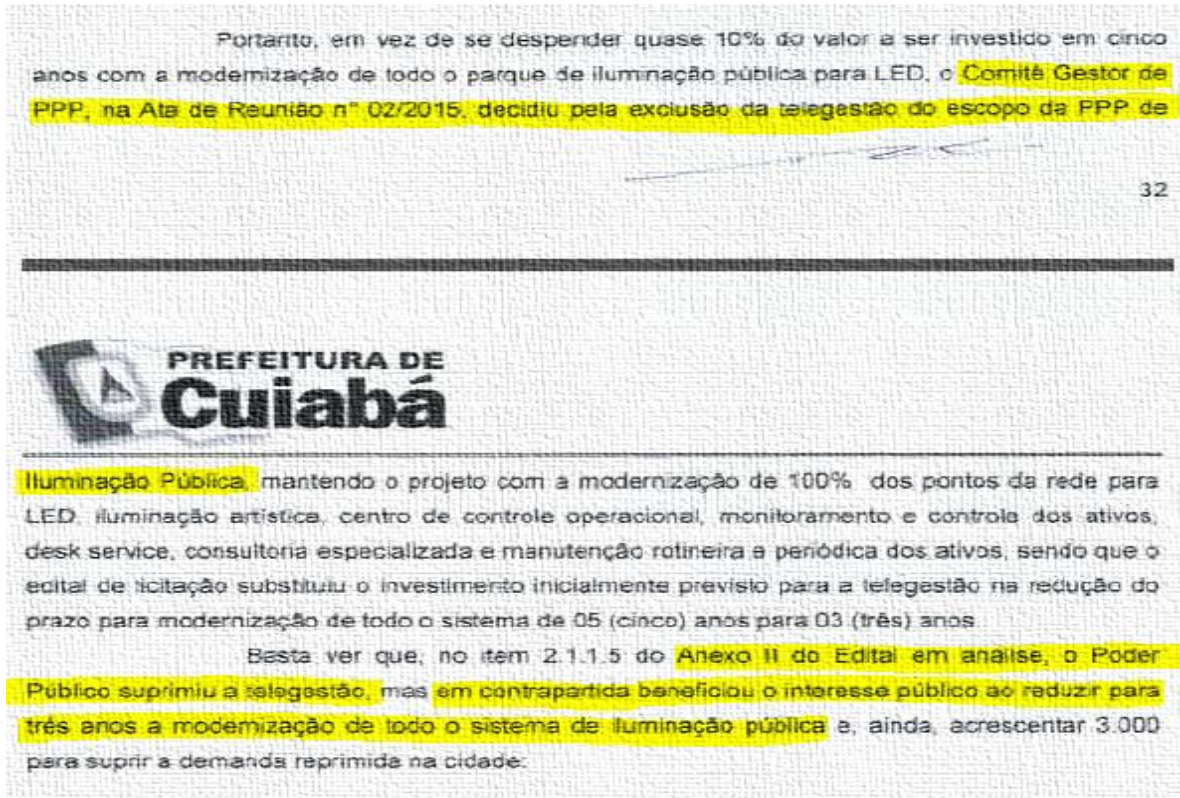 Portanto, em vez de se despender quase 10% do valor a ser investido em cinco
anos com a modernização de todo o parque de iluminação pública para LED, o Comitê Gestor de
PPP, na Ata de Reunião n° 02/2015, decidiu pela exclusão da telegestão do escopo da PPP de
32
PREFEITURA DE
Cuiabá
Iluminação Pública, mantendo o projeto com a modernização de 100% dos pontos da rede para
LED, iluminação artística, centro de controle operacional, monitoramento e controle dos ativos,
desk service, consultoria especializada e manutenção rotineira e periódica dos ativos, sendo que o
edital de licitação substituiu o investimento inicialmente previsto para a telegestão na redução do
prazo para modernização de todo o sistema de 05 (cinco) anos para 03 (três) anos
Basta ver que, no item 2.1.1.5 do Anexo II do Edital em análise, o Poder
Público suprimiu a telegestão, mas em contrapartida beneficiou o interesse público ao reduzir para
três anos a modernização de todo o sistema de iluminação pública e, ainda, acrescentar 3.000
para suprir a demanda reprimida na cidade: